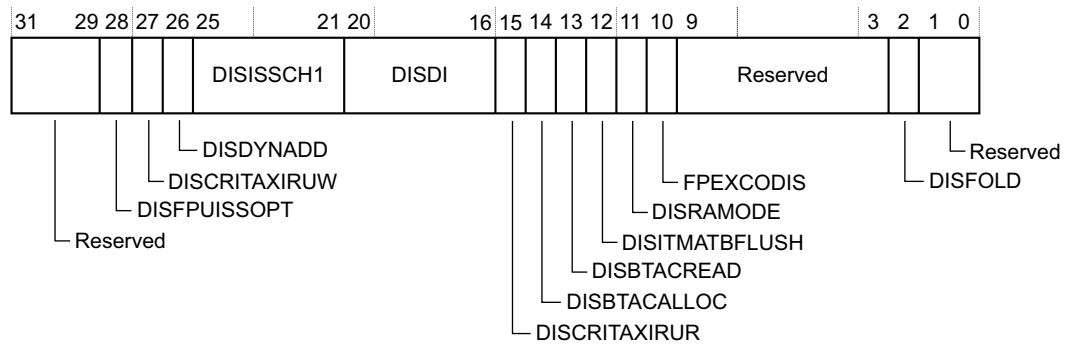 31 29 28 27 26 25 21 20 16 15 14 13 12 11 10 9 3 2 1 0
DISISSCH1 DISDI Reserved
DISDYNADD Reserved
DISCRITAXIRUW FPEXCODIS DISFOLD
DISFPUISSOPT DISRAMODE
Reserved DISITMATBFLUSH
DISBTACREAD
DISBTACALLOC
DISCRITAXIRUR